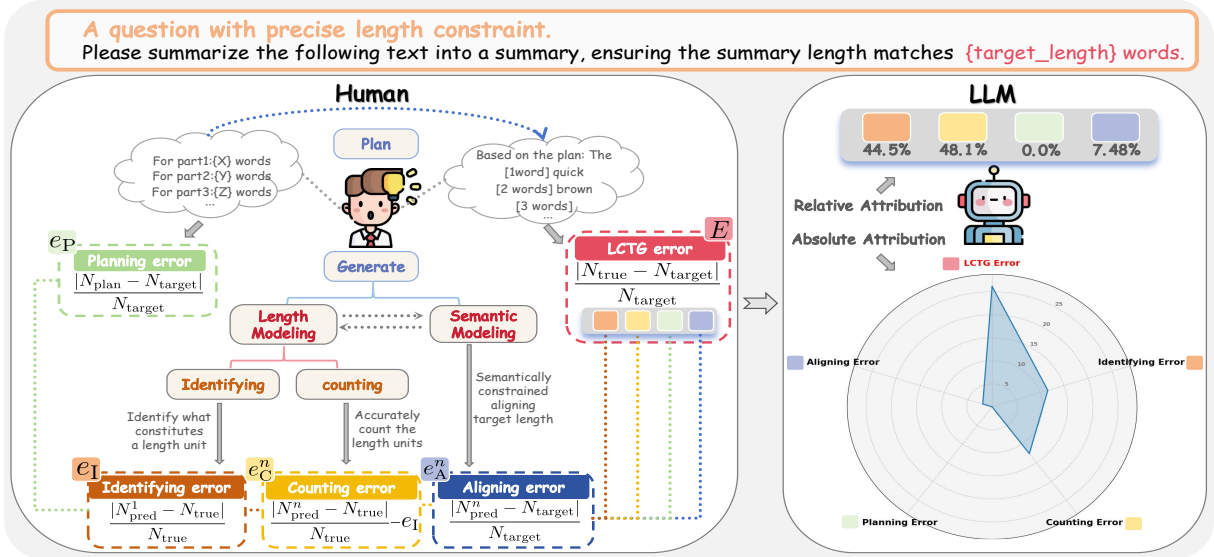 A question with precise length constraint.
Please summarize the following text into a summary, ensuring the summary length matches {target_length} words.
Human
For part1:{X} words
For part2:{Y} words
For part3:{Z} words
...
Plan
Based on the plan: The
[1word] quick
[2 words] brown
[3 words]
...
e_P
Planning error
|N_plan − N_target|
N_target
Generate
E
LCTG error
|N_true − N_target|
N_target
Length
Modeling
Semantic
Modeling
Identifying
counting
Identify what
constitutes
a length unit
Accurately
count the
length units
Semantically
constrained
aligning
target length
e_I
Identifying error
|N^1_pred − N_true|
N_true
e^n_C
Counting error
|N^n_pred − N_true|
N_true
−e_I
e^n_A
Aligning error
|N^n_pred − N_target|
N_target
LLM
44.5%
48.1%
0.0%
7.48%
Relative Attribution
Absolute Attribution
LCTG Error
25
20
15
10
5
Aligning Error
Identifying Error
Planning Error
Counting Error